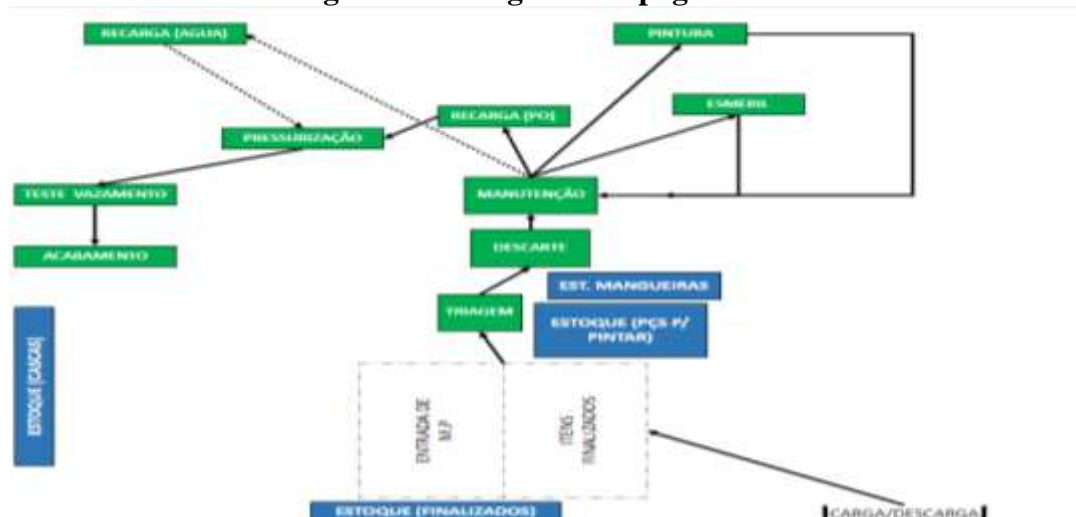 RECARGA (AGUA)
PINTURA
ESMERIL
RECARGA (PO)
PRESSURIZAÇÃO
TESTE VAZAMENTO
MANUTENÇÃO
DESCARTE
ACABAMENTO
EST. MANGUEIRAS
TRIAGEM
ESTOQUE (PÇS P/
PINTAR)
ESTOQUE (CASCAS)
ENTRADA DE
M.P
ITENS
FINALIZADOS
ESTOQUE (FINALIZADOS)
CARGA/DESCARGA